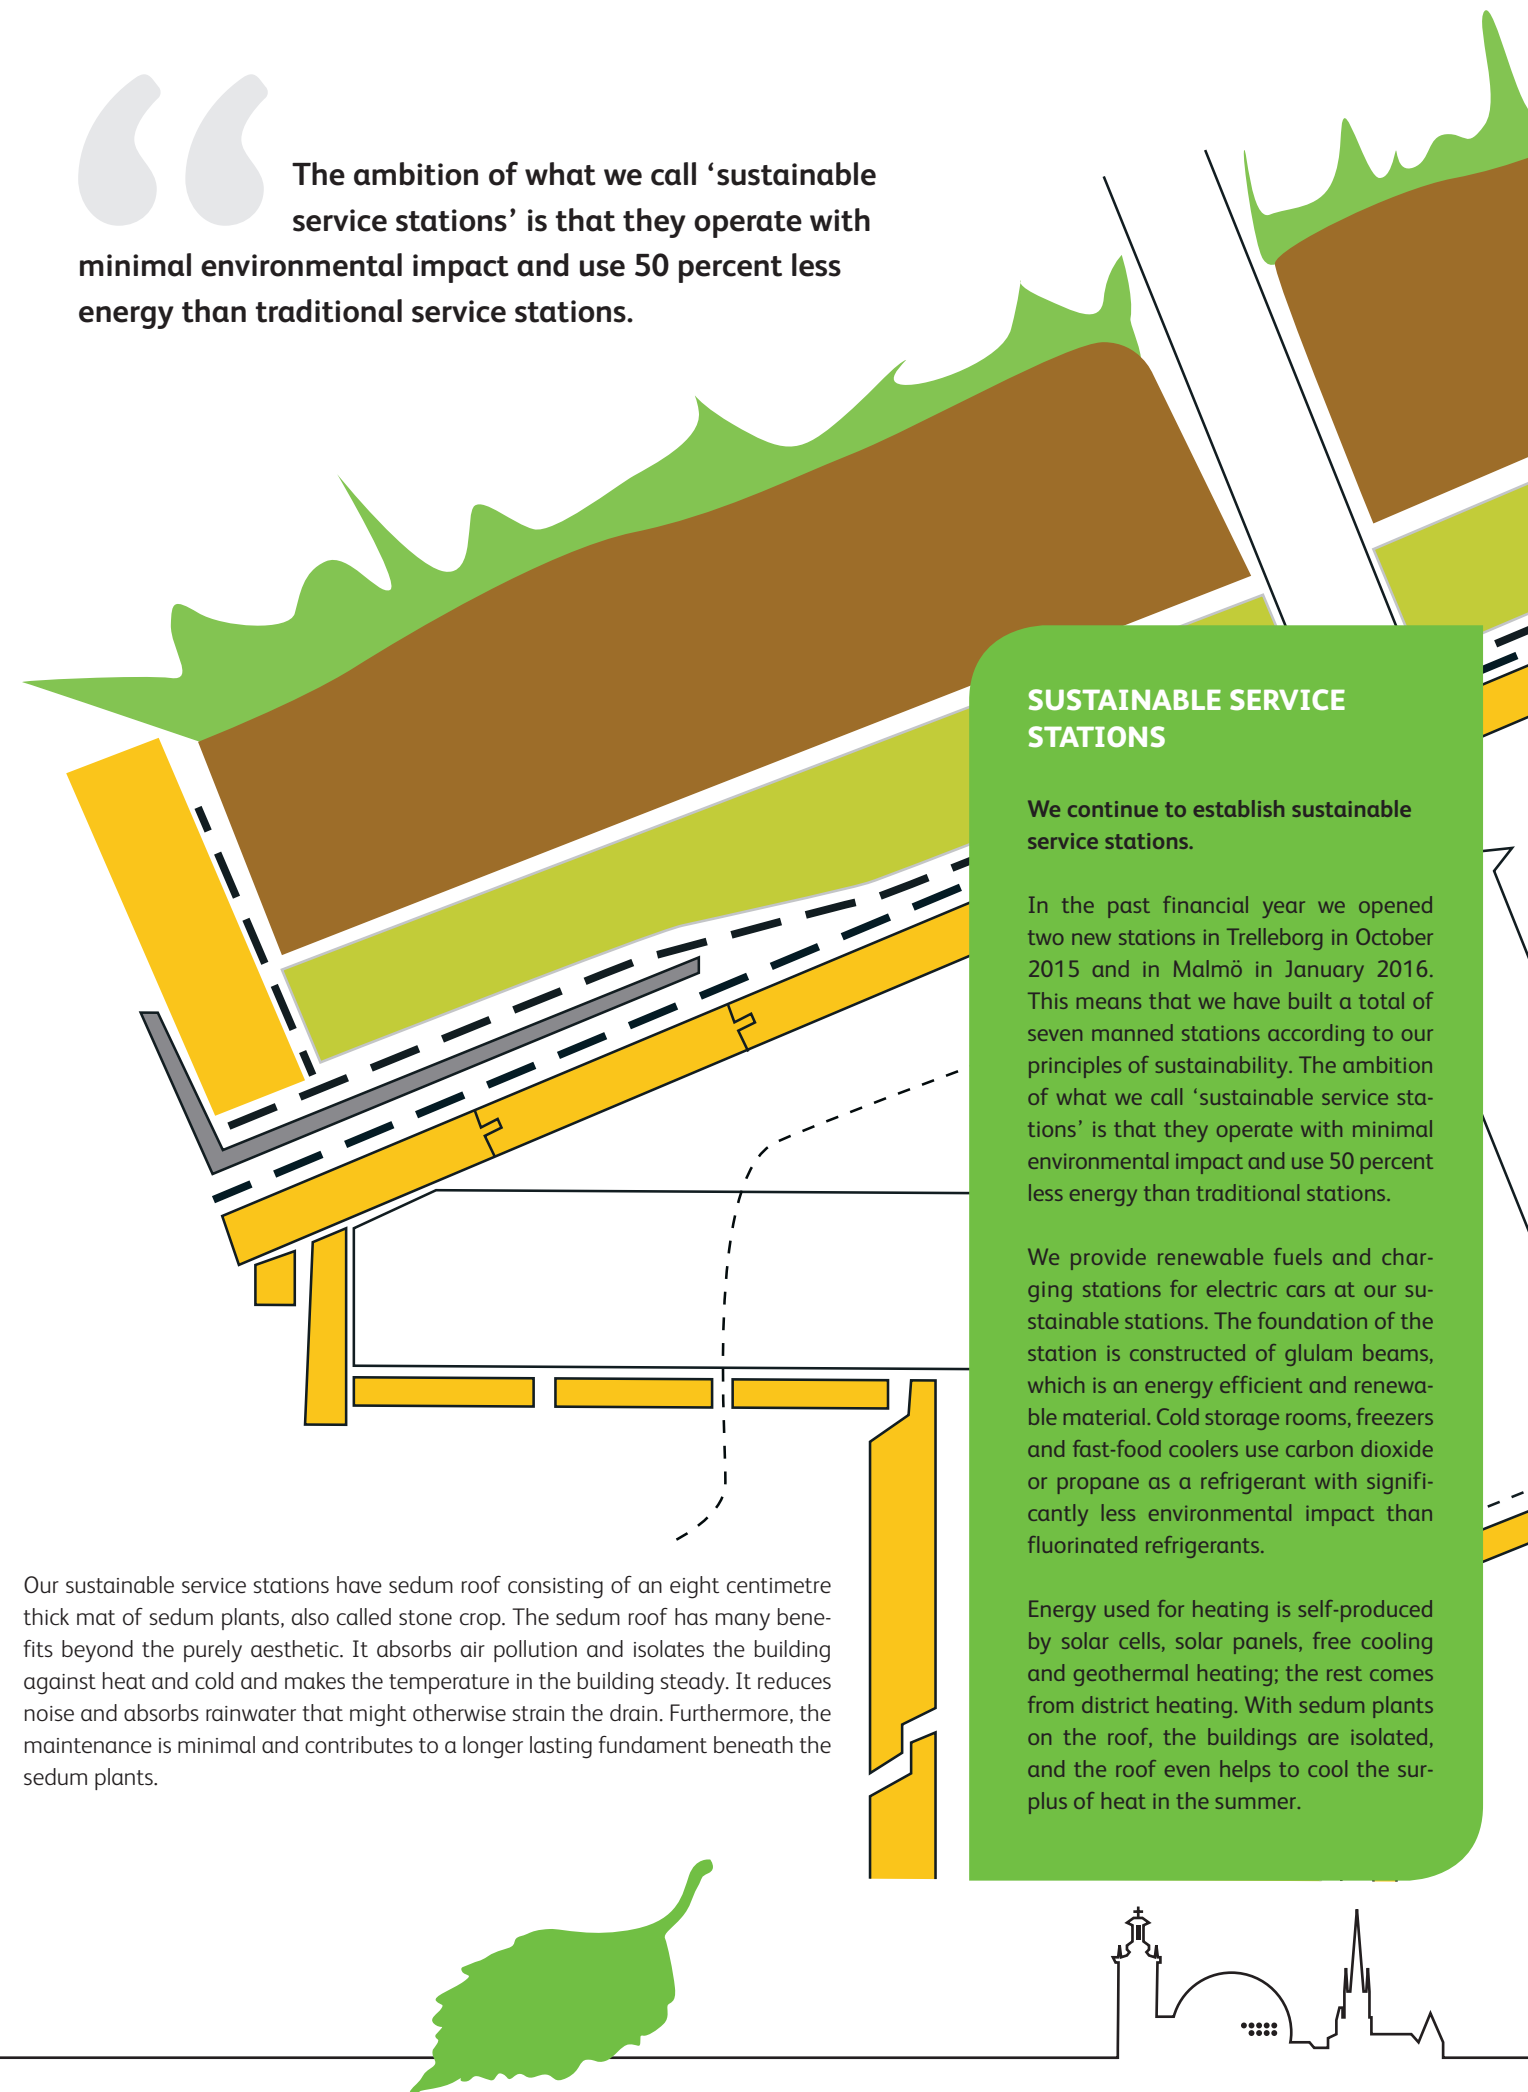 “
The ambition of what we call ‘sustainable
service stations’ is that they operate with
minimal environmental impact and use 50 percent less
energy than traditional service stations.
SUSTAINABLE SERVICE
STATIONS
We continue to establish sustainable
service stations.
In the past financial year we opened
two new stations in Trelleborg in October
2015 and in Malmö in January 2016.
This means that we have built a total of
seven manned stations according to our
principles of sustainability. The ambition
of what we call ‘sustainable service sta-
tions’ is that they operate with minimal
environmental impact and use 50 percent
less energy than traditional stations.
We provide renewable fuels and char-
ging stations for electric cars at our su-
stainable stations. The foundation of the
station is constructed of glulam beams,
which is an energy efficient and renewa-
ble material. Cold storage rooms, freezers
and fast-food coolers use carbon dioxide
or propane as a refrigerant with signifi-
cantly less environmental impact than
fluorinated refrigerants.
Energy used for heating is self-produced
by solar cells, solar panels, free cooling
and geothermal heating; the rest comes
from district heating. With sedum plants
on the roof, the buildings are isolated,
and the roof even helps to cool the sur-
plus of heat in the summer.
Our sustainable service stations have sedum roof consisting of an eight centimetre
thick mat of sedum plants, also called stone crop. The sedum roof has many bene-
fits beyond the purely aesthetic. It absorbs air pollution and isolates the building
against heat and cold and makes the temperature in the building steady. It reduces
noise and absorbs rainwater that might otherwise strain the drain. Furthermore, the
maintenance is minimal and contributes to a longer lasting fundament beneath the
sedum plants.